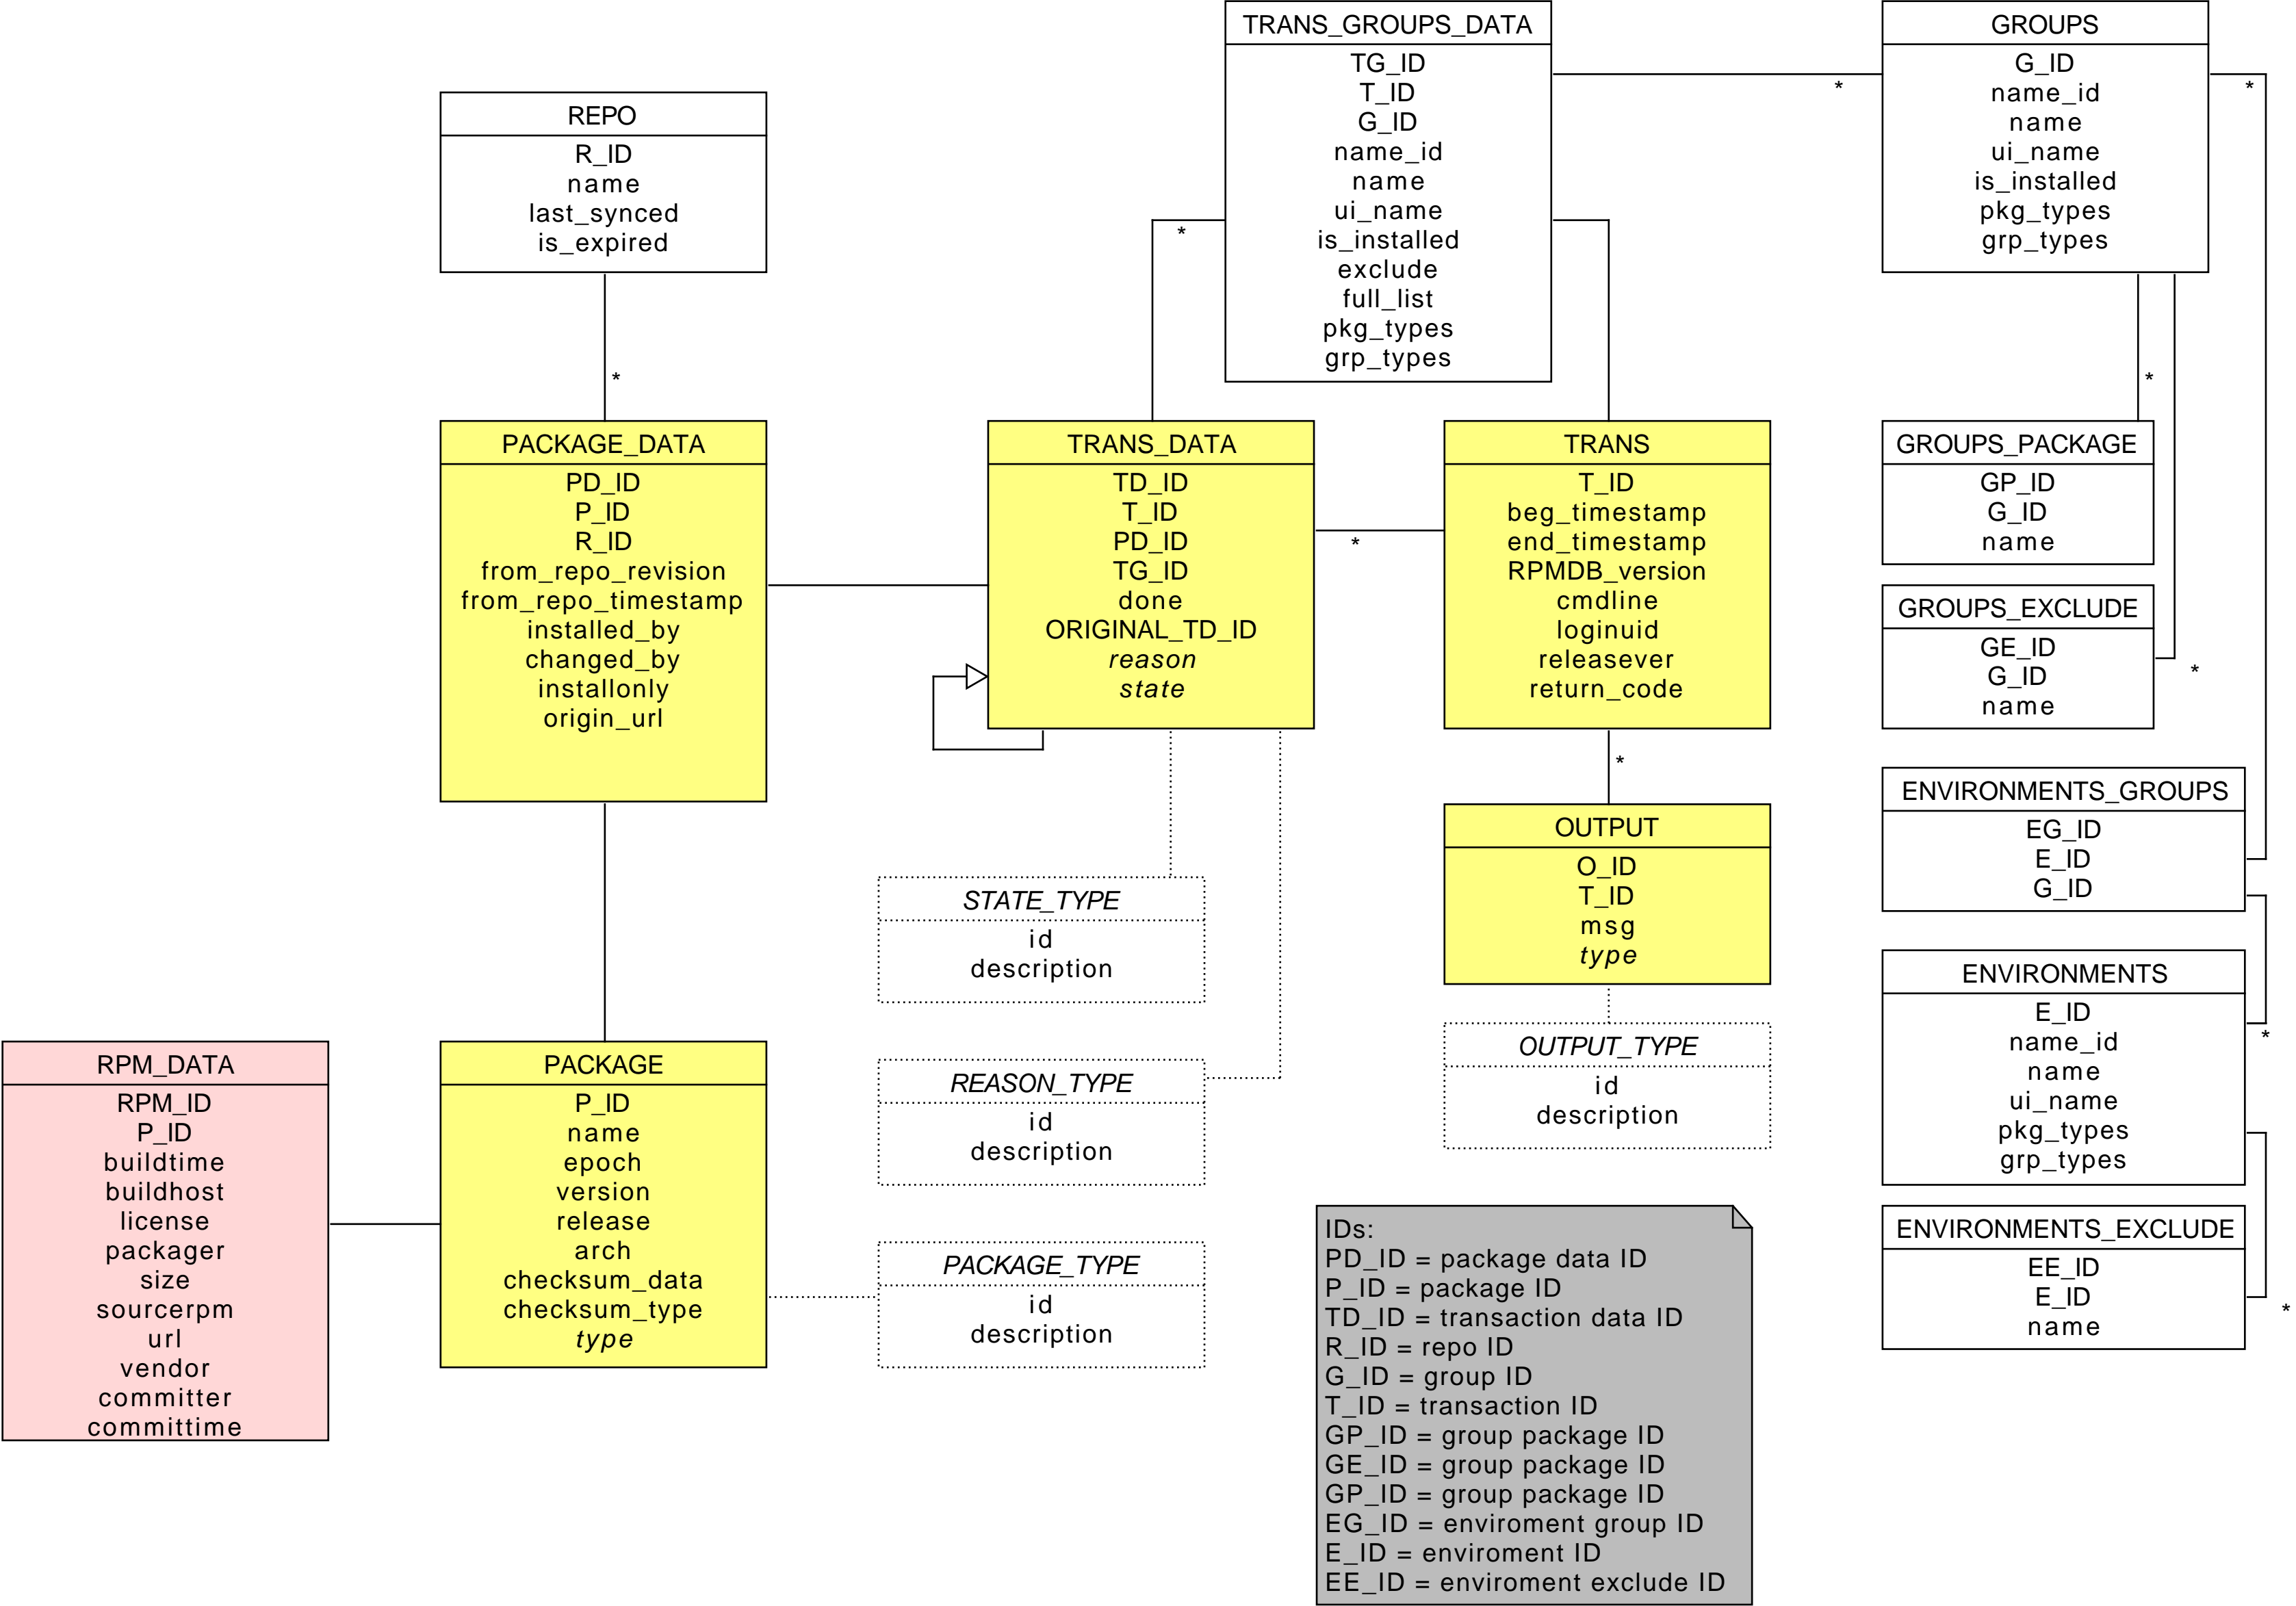 TRANS_GROUPS_DATA
TG_ID
T_ID
G_ID
name_id
name
ui_name
is_installed
exclude
full_list
pkg_types
grp_types
*
*
GROUPS
G_ID
name_id
name
ui_name
is_installed
pkg_types
grp_types
*
*
*
REPO
R_ID
name
last_synced
is_expired
*
PACKAGE_DATA
PD_ID
P_ID
R_ID
from_repo_revision
from_repo_timestamp
installed_by
changed_by
installonly
origin_url
TRANS_DATA
TD_ID
T_ID
PD_ID
TG_ID
done
ORIGINAL_TD_ID
reason
state
*
TRANS
T_ID
beg_timestamp
end_timestamp
RPMDB_version
cmdline
loginuid
releasever
return_code
*
GROUPS_PACKAGE
GP_ID
G_ID
name
GROUPS_EXCLUDE
GE_ID
G_ID
name
ENVIRONMENTS_GROUPS
EG_ID
E_ID
G_ID
*
OUTPUT
O_ID
T_ID
msg
type
STATE_TYPE
id
description
ENVIRONMENTS
E_ID
name_id
name
ui_name
pkg_types
grp_types
*
RPM_DATA
RPM_ID
P_ID
buildtime
buildhost
license
packager
size
sourcerpm
url
vendor
committer
committime
PACKAGE
P_ID
name
epoch
version
release
arch
checksum_data
checksum_type
type
REASON_TYPE
id
description
OUTPUT_TYPE
id
description
PACKAGE_TYPE
id
description
ENVIRONMENTS_EXCLUDE
EE_ID
E_ID
name
IDs:
PD_ID = package data ID
P_ID = package ID
TD_ID = transaction data ID
R_ID = repo ID
G_ID = group ID
T_ID = transaction ID
GP_ID = group package ID
GE_ID = group package ID
GP_ID = group package ID
EG_ID = enviroment group ID
E_ID = enviroment ID
EE_ID = enviroment exclude ID